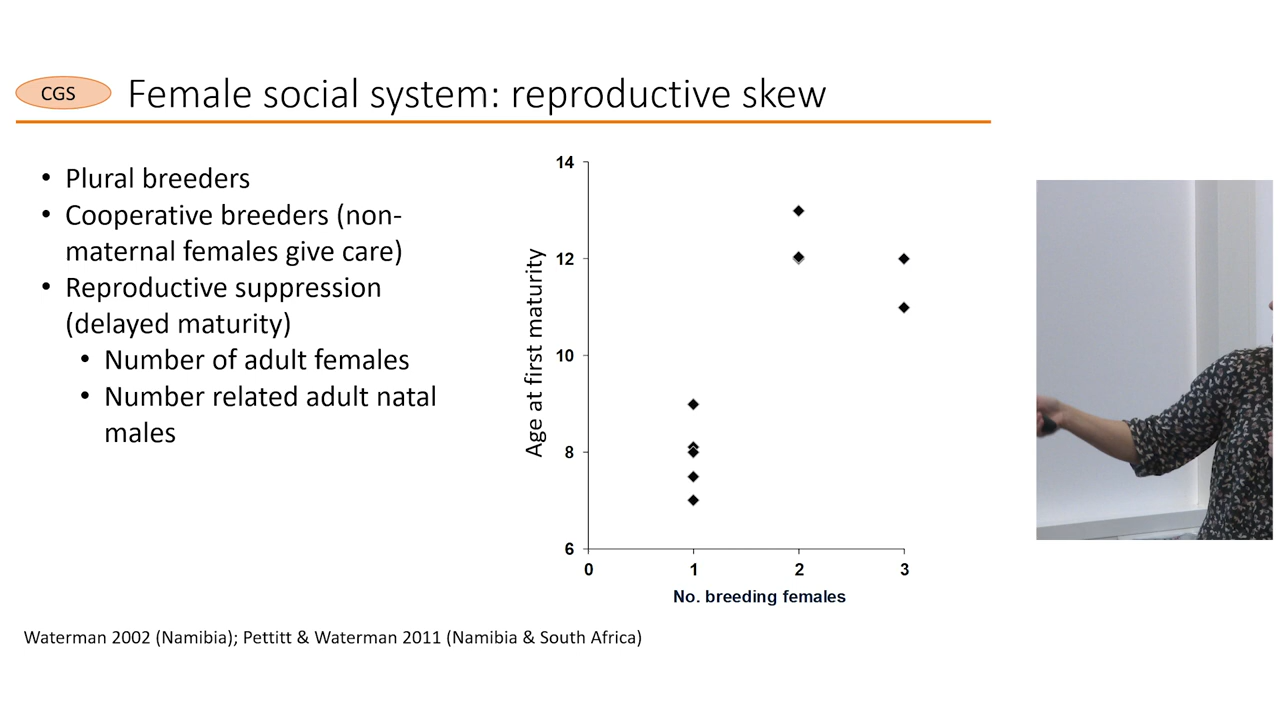 CGS
Female social system: reproductive skew
• Plural breeders
• Cooperative breeders (non-
maternal females give care)
• Reproductive suppression
(delayed maturity)
• Number of adult females
• Number related adult natal
males
Age at first maturity
14
12
10
8
6
0 1 2 3
No. breeding females
Waterman 2002 (Namibia); Pettitt & Waterman 2011 (Namibia & South Africa)